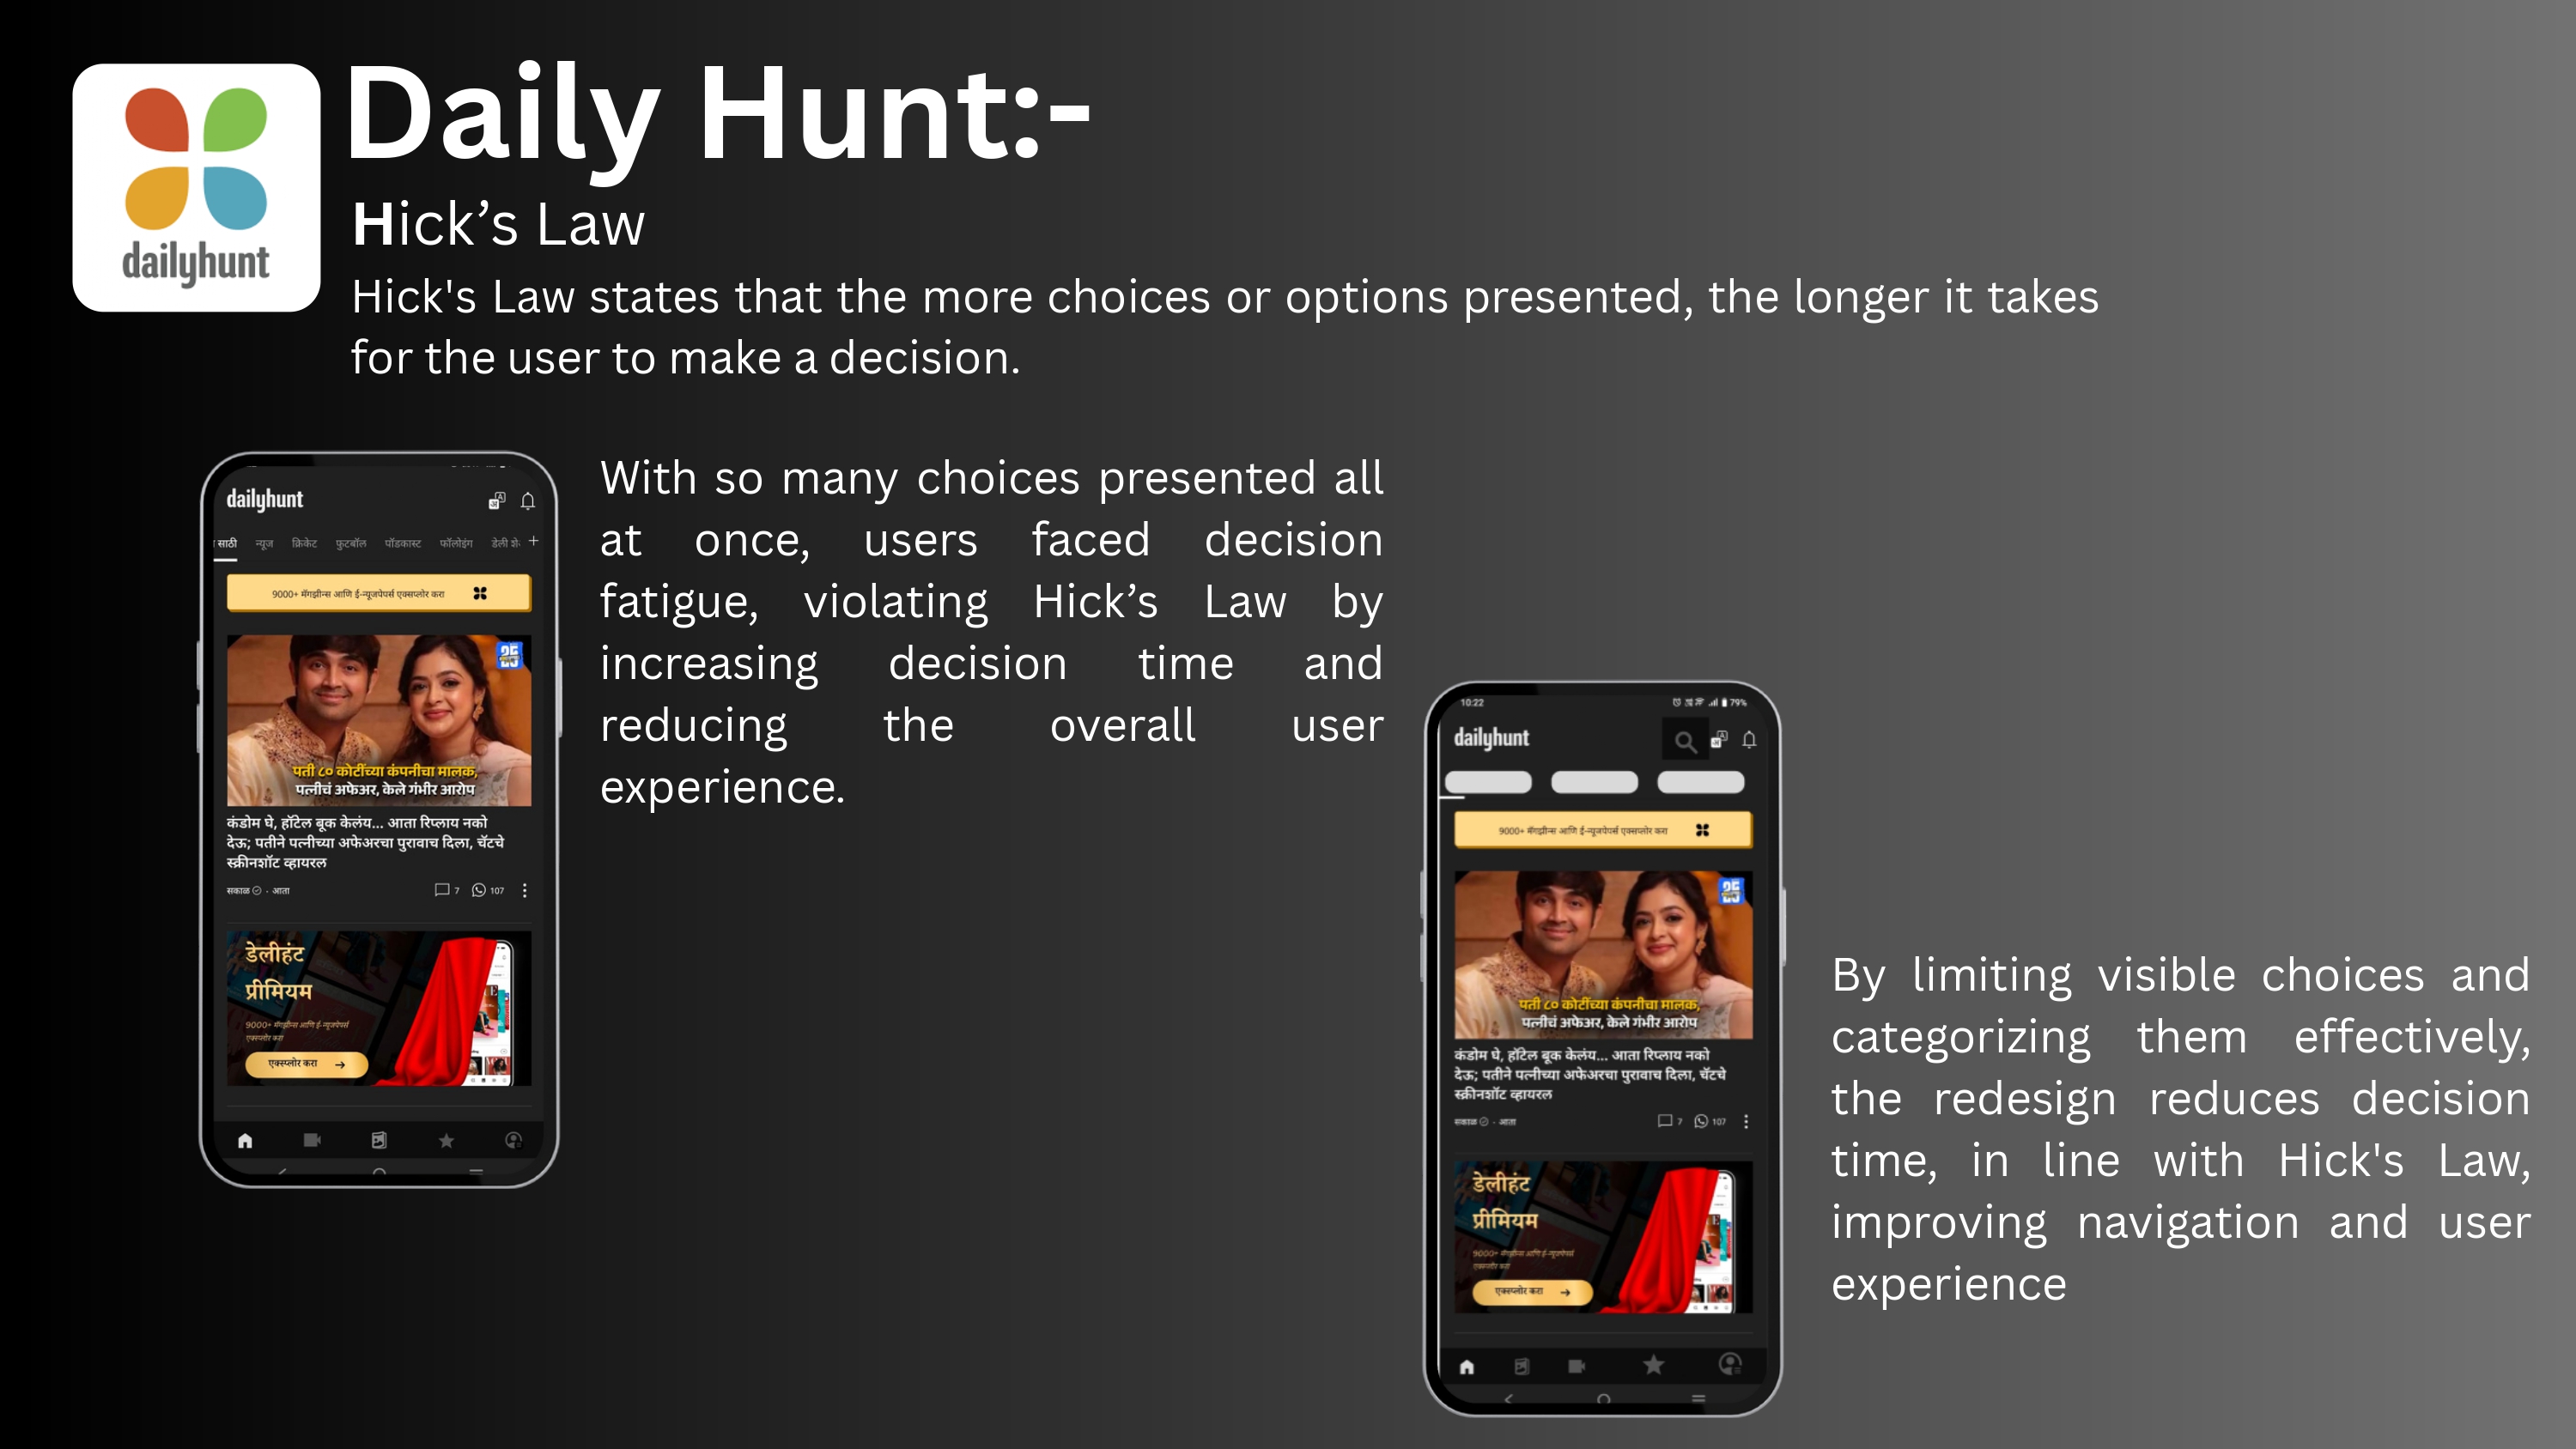 dailyhunt
Daily Hunt:-
Hick’s Law
Hick's Law states that the more choices or options presented, the longer it takes
for the user to make a decision.
dailyhunt
साठी न्यूज क्रिकेट फुटबॉल पॉडकास्ट फॉलोइंग डेली शे +
9000+ मॅगझीन्स आणि ई-न्यूजपेपर्स एक्सप्लोर करा
25
पती ८० कोटींच्या कंपनीचा मालक,
पत्नीचं अफेअर, केले गंभीर आरोप
कंडोम घे, हॉटेल बूक केलंय... आता रिप्लाय नको
देऊ; पतीने पत्नीच्या अफेअरचा पुरावाच दिला, चॅटचे
स्क्रीनशॉट व्हायरल
सकाळ · आता 7 107
डेलीहंट
प्रीमियम
9000+ मॅगझीन्स आणि ई-न्यूजपेपर्स
एक्सप्लोर करा
एक्स्प्लोर करा →
With so many choices presented all
at once, users faced decision
fatigue, violating Hick’s Law by
increasing decision time and
reducing the overall user
experience.
10:22 79%
dailyhunt
9000+ मॅगझीन्स आणि ई-न्यूजपेपर्स एक्सप्लोर करा
25
पती ८० कोटींच्या कंपनीचा मालक,
पत्नीचं अफेअर, केले गंभीर आरोप
कंडोम घे, हॉटेल बूक केलंय... आता रिप्लाय नको
देऊ; पतीने पत्नीच्या अफेअरचा पुरावाच दिला, चॅटचे
स्क्रीनशॉट व्हायरल
सकाळ · आता 7 107
डेलीहंट
प्रीमियम
9000+ मॅगझीन्स आणि ई-न्यूजपेपर्स
एक्सप्लोर करा
एक्स्प्लोर करा →
By limiting visible choices and
categorizing them effectively,
the redesign reduces decision
time, in line with Hick's Law,
improving navigation and user
experience